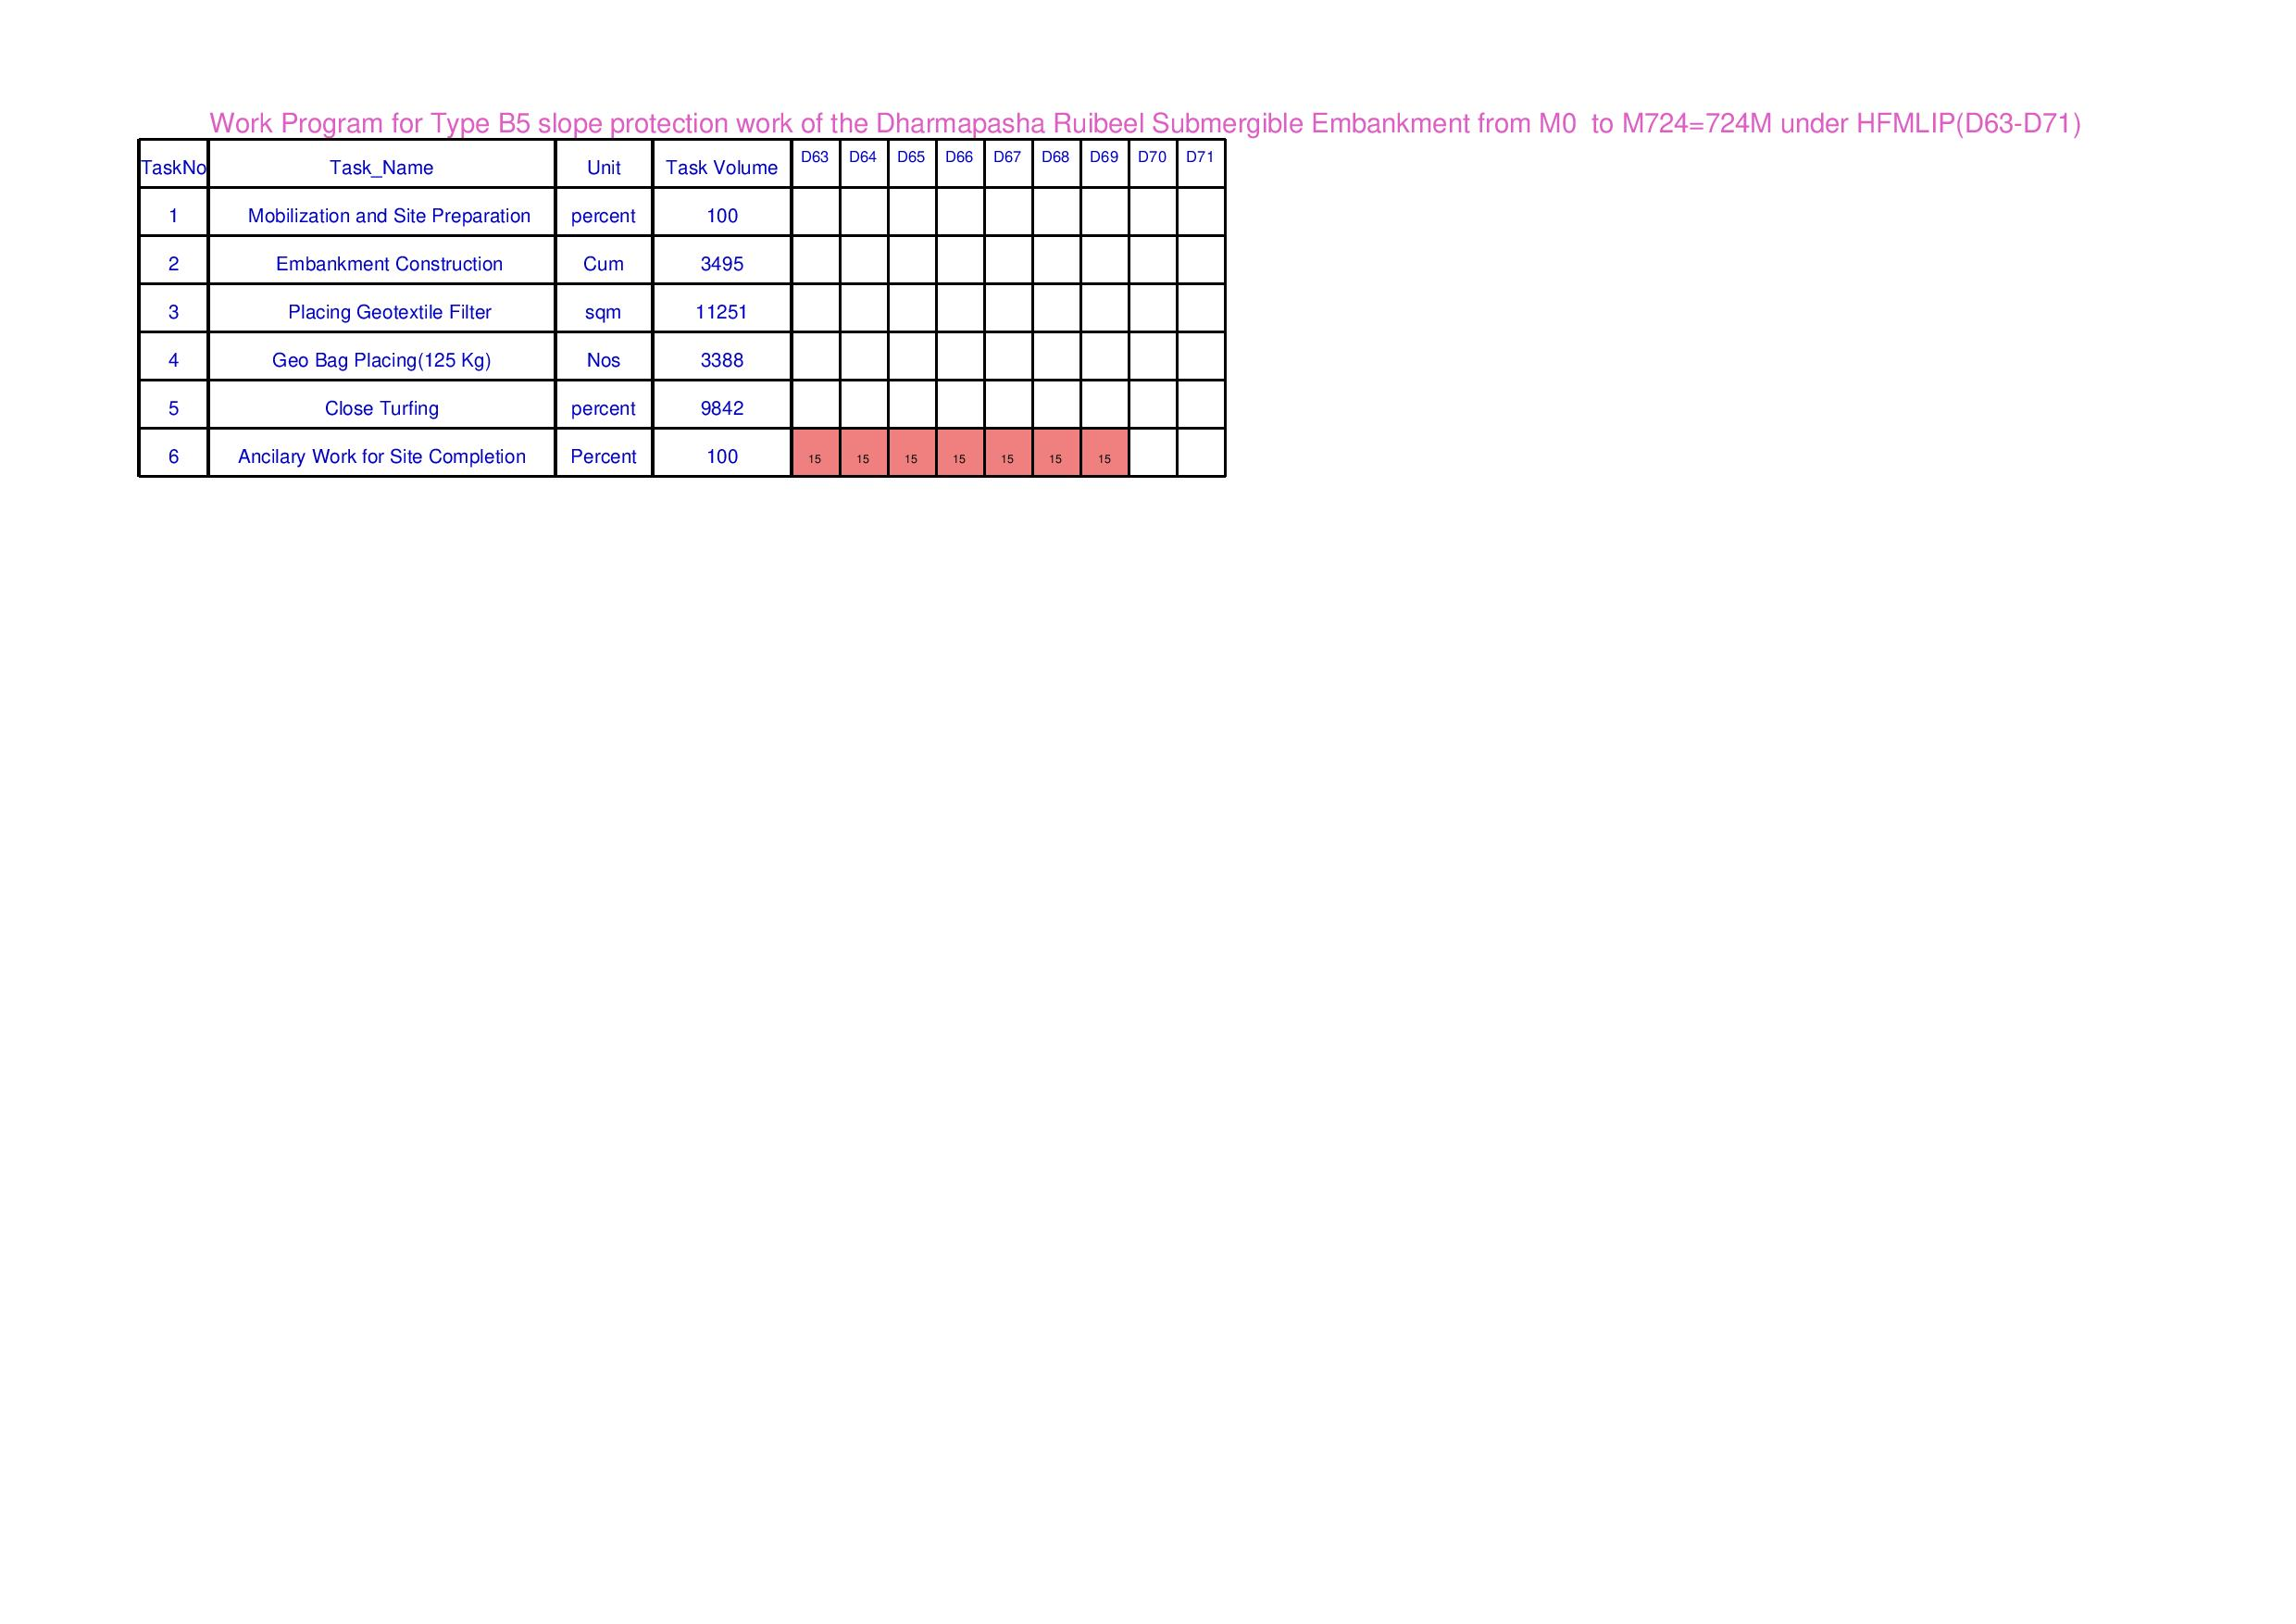 Work Program for Type B5 slope protection work of the Dharmapasha Ruibeel Submergible Embankment from M0  to M724=724M under HFMLIP(D63-D71)
TaskNo Task_Name Unit Task Volume D63 D64 D65 D66 D67 D68 D69 D70 D71
1 Mobilization and Site Preparation percent 100
2 Embankment Construction Cum 3495
3 Placing Geotextile Filter sqm 11251
4 Geo Bag Placing(125 Kg) Nos 3388
5 Close Turfing percent 9842
6 Ancilary Work for Site Completion Percent 100 15 15 15 15 15 15 15